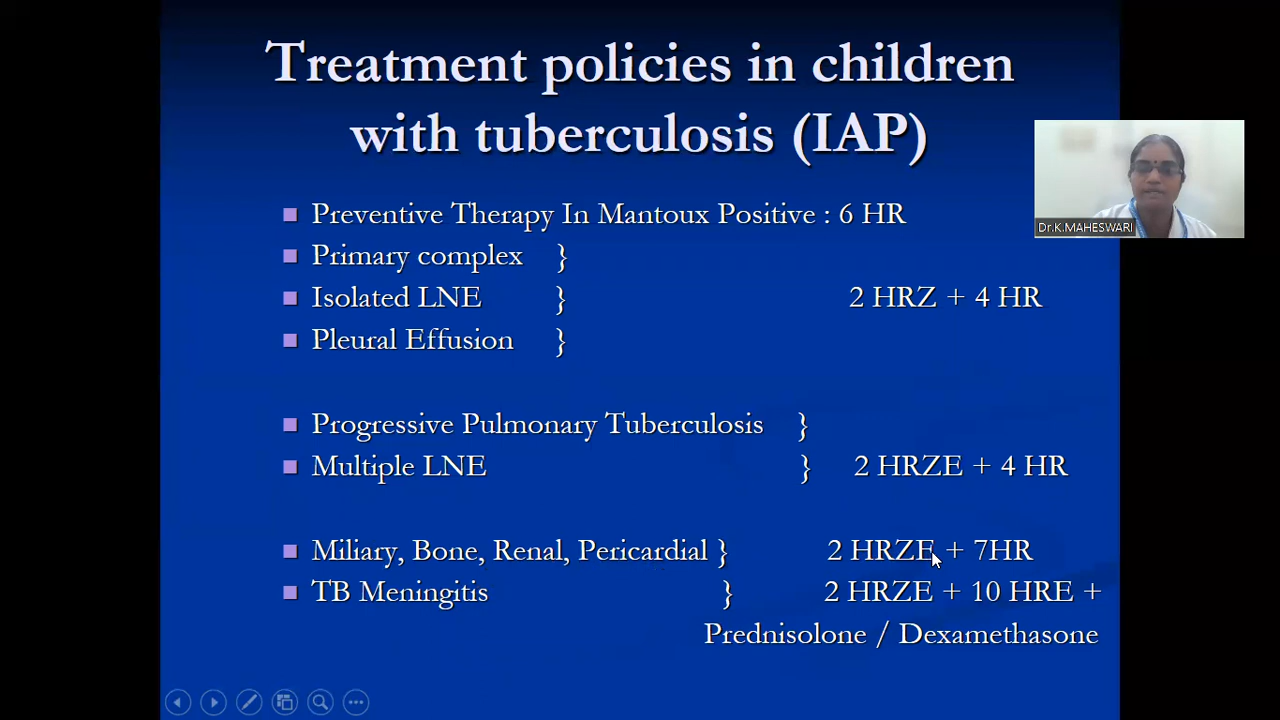 Treatment policies in children
with tuberculosis (IAP)
Dr.K.MAHESWARI
Preventive Therapy In Mantoux Positive : 6 HR
Primary complex }
Isolated LNE } 2 HRZ + 4 HR
Pleural Effusion }
Progressive Pulmonary Tuberculosis }
Multiple LNE } 2 HRZE + 4 HR
Miliary, Bone, Renal, Pericardial } 2 HRZE + 7HR
TB Meningitis } 2 HRZE + 10 HRE +
Prednisolone / Dexamethasone